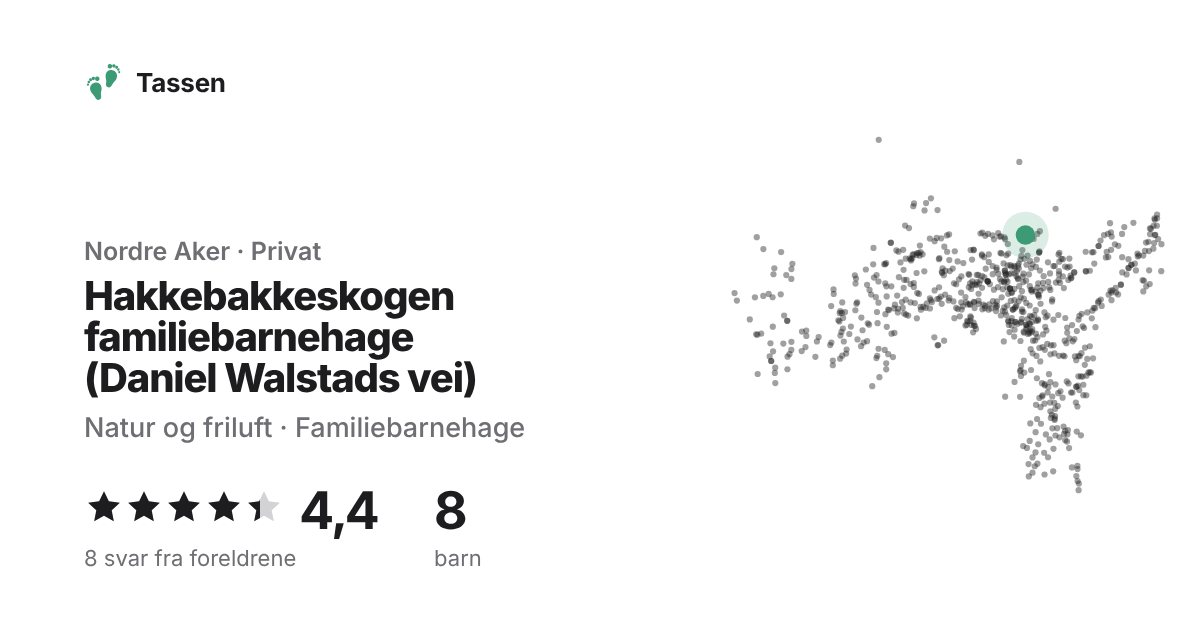 Tassen
Nordre Aker · Privat
Hakkebakkeskogen
familiebarnehage
(Daniel Walstads vei)
Natur og friluft · Familiebarnehage
4,4
8 svar fra foreldrene
8
barn